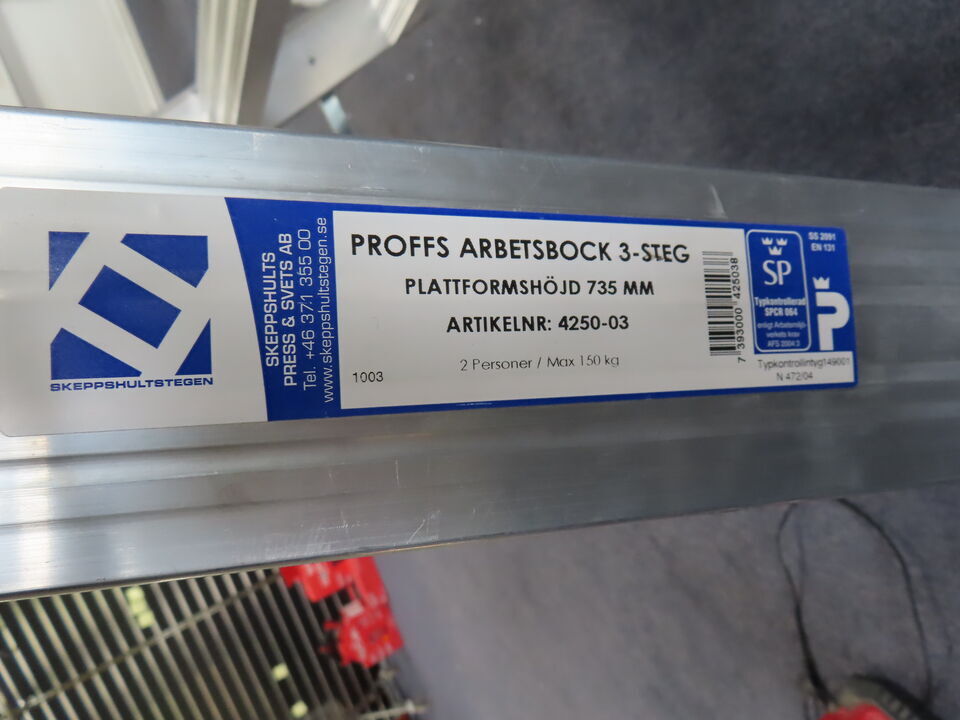 SKEPPSHULTSTEGEN
SKEPPSHULTS
PRESS & SVETS AB
Tel. +46 371 355 00
www.skeppshultstegen.se
PROFFS ARBETSBOCK 3-STEG
PLATTFORMSHÖJD 735 MM
ARTIKELNR: 4250-03
2 Personer / Max 150 kg
1003
7 393000 425038
SP
Typkontrollerad
SPCR 064
enligt Arbetsmiljö-
verkets krav
AFS 2004:3
SS 2091
EN 131
P
Typkontrollintyg149001
N 472/04